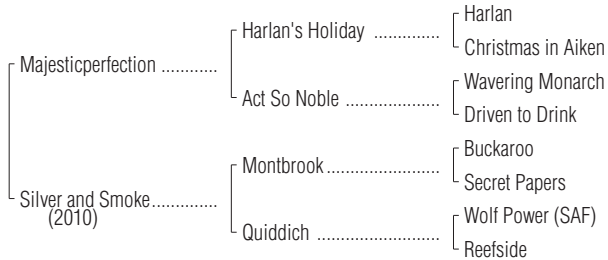 Harlan
Harlan's Holiday ..............
Christmas in Aiken
Majesticperfection ............
Wavering Monarch
Act So Noble ....................
Driven to Drink
Buckaroo
Montbrook ........................
Secret Papers
Silver and Smoke ..............
(2010)
Wolf Power (SAF)
Quiddich ..........................
Reefside